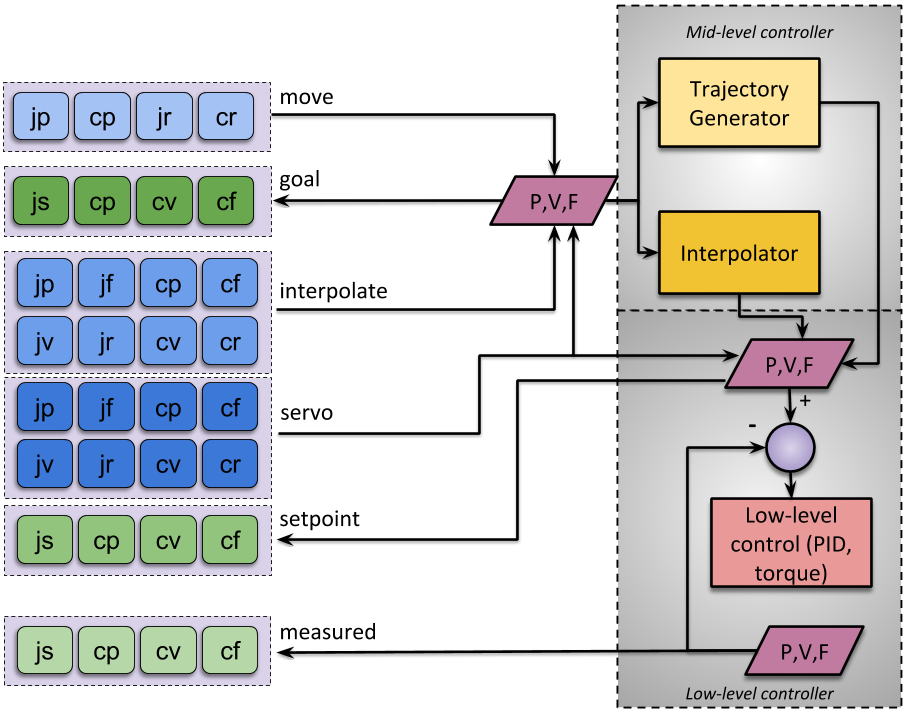 Mid-level controller
move
jp cp jr cr
Trajectory
Generator
goal
js cp cv cf
P,V,F
Interpolator
interpolate
jp jf cp cf
jv jr cv cr
P,V,F
servo
jp jf cp cf
jv jr cv cr
+
-
setpoint
js cp cv cf
Low-level
control (PID,
torque)
measured
js cp cv cf
P,V,F
Low-level controller